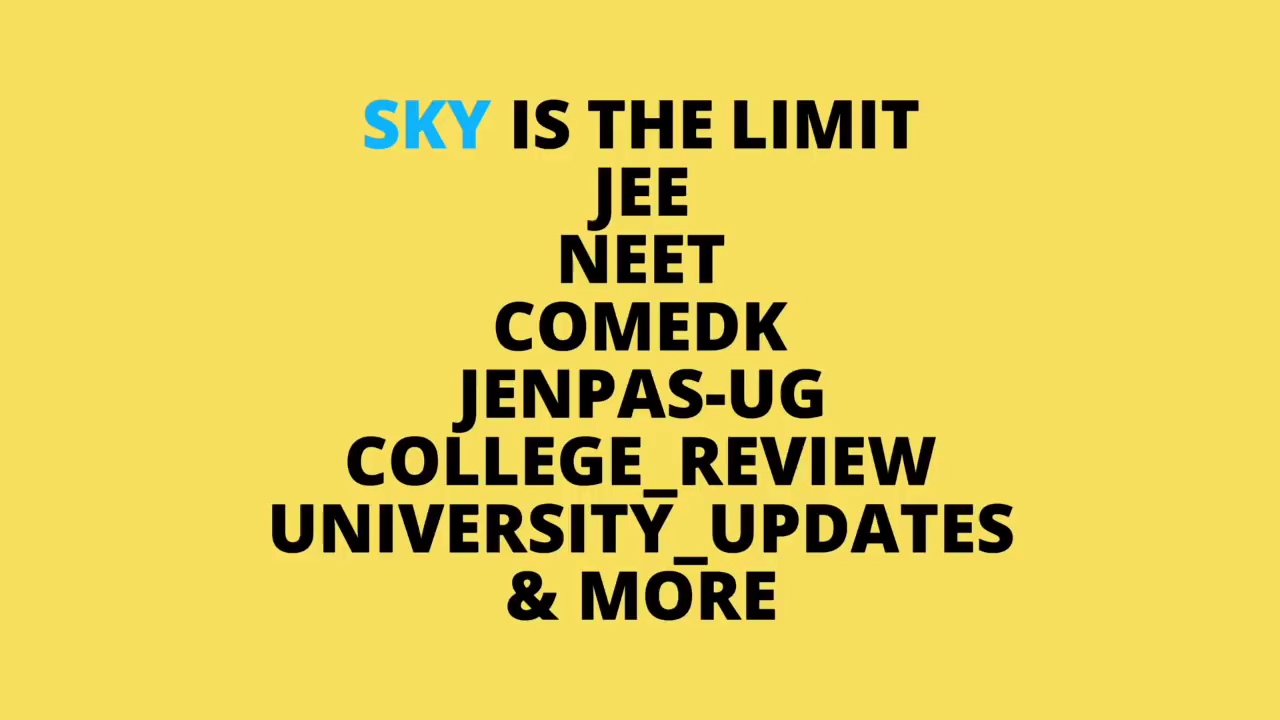 SKY IS THE LIMIT
JEE
NEET
COMEDK
JENPAS-UG
COLLEGE_REVIEW
UNIVERSITY_UPDATES
& MORE